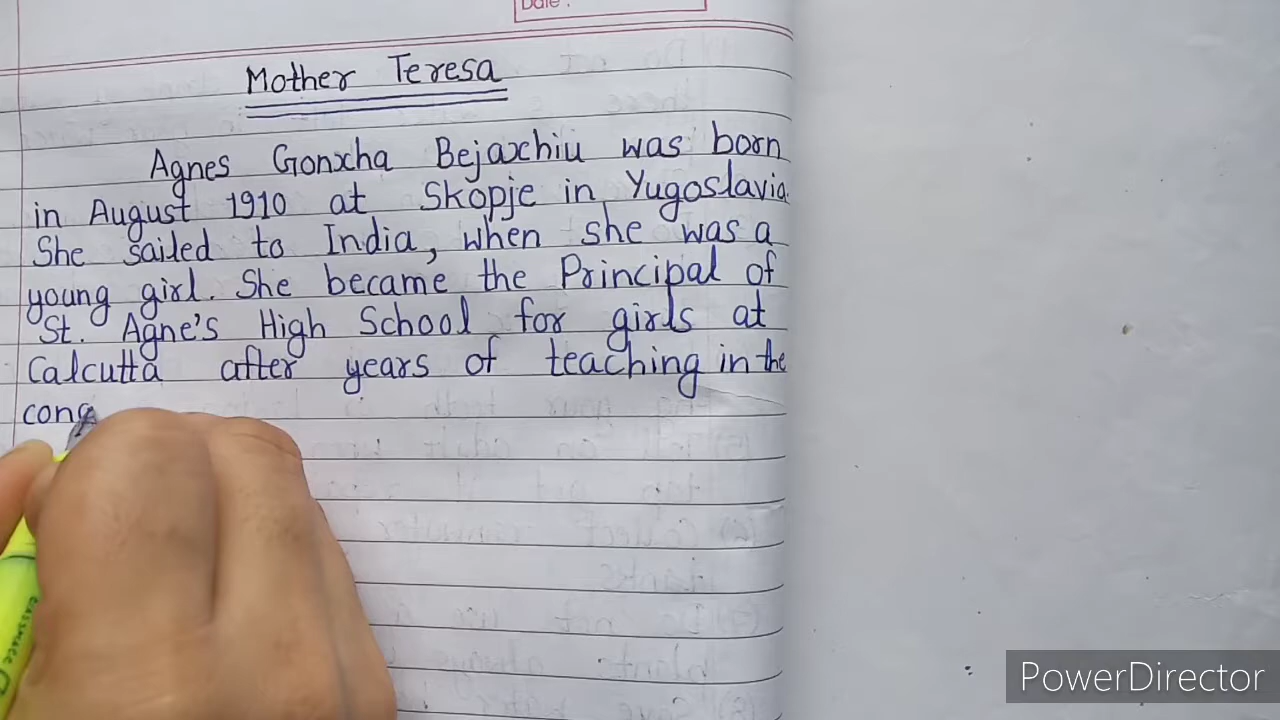 Date :
Mother Teresa
Agnes Gonxha Bejaxhiu was born
in August 1910 at Skopje in Yugoslavia.
She sailed to India, when she was a
young girl. She became the Principal of
St. Agne's High School for girls at
Calcutta after years of teaching in the
cong
PowerDirector